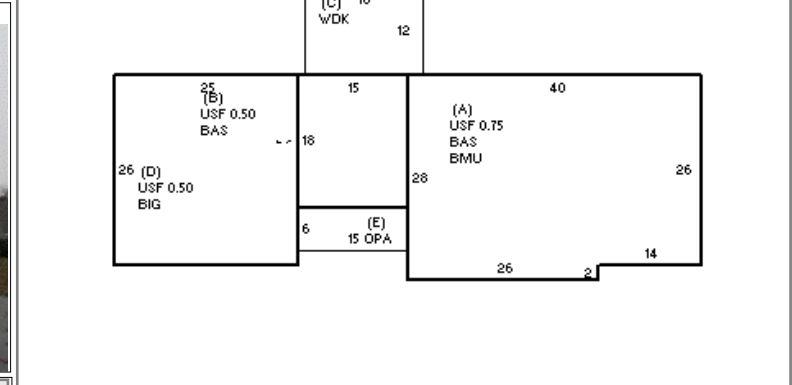 (C)
WDK
12
25
15
40
(B)
USF 0.50
BAS
(A)
USF 0.75
BAS
BMU
18
26
(D)
USF 0.50
BIG
28
26
6
(E)
15 OPA
14
26
2